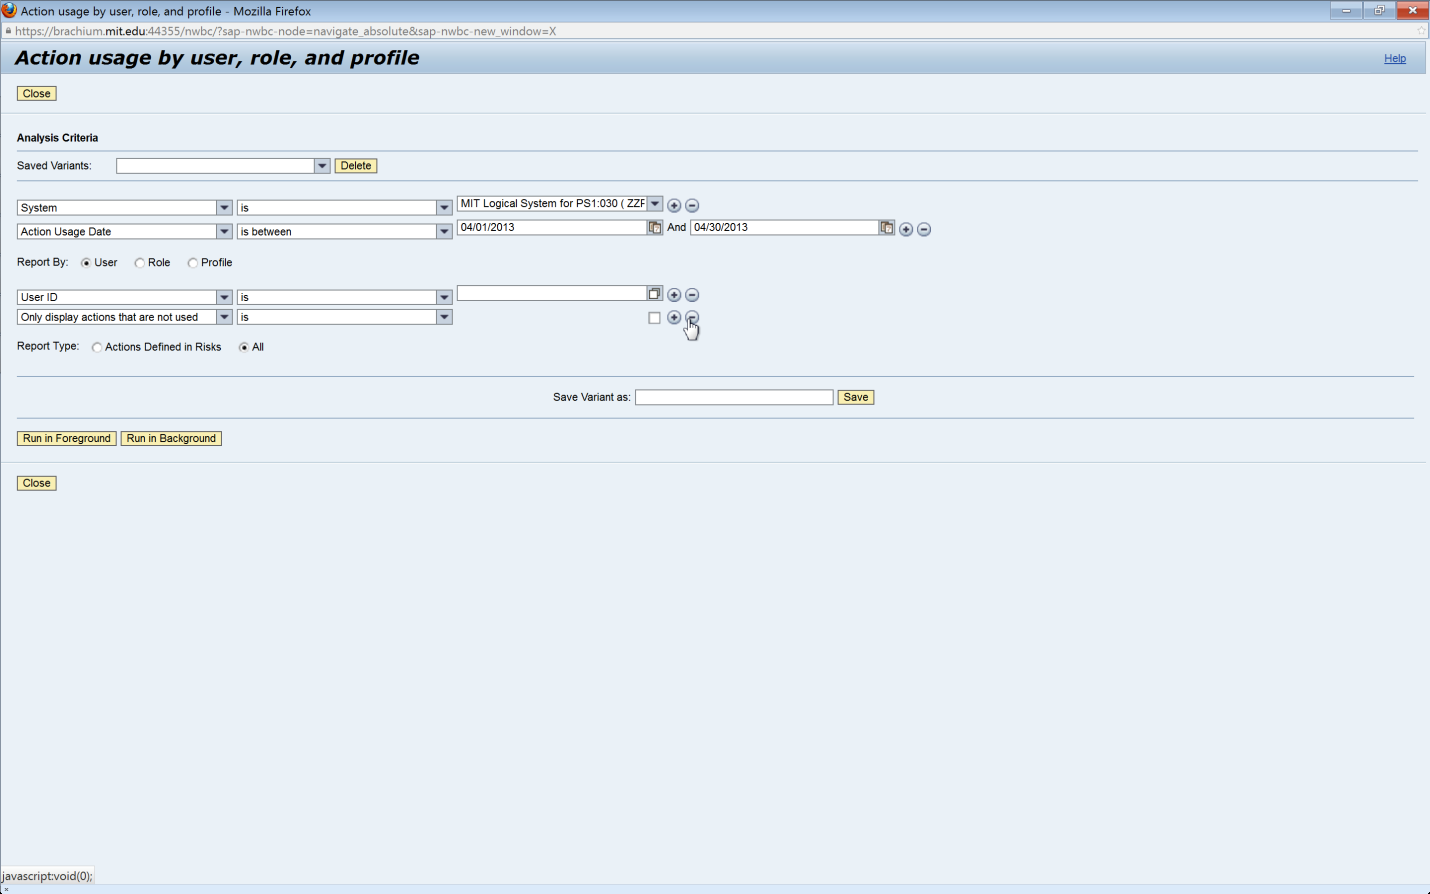 Action usage by user, role, and profile - Mozilla Firefox
https://brachium.mit.edu:44355/nwbc/?sap-nwbc-node=navigate_absolute&sap-nwbc-new_window=X
Action usage by user, role, and profile
Help
Close
Analysis Criteria
Saved Variants: Delete
System is MIT Logical System for PS1:030 ( ZZF
Action Usage Date is between 04/01/2013 And 04/30/2013
Report By: User Role Profile
User ID is
Only display actions that are not used is
Report Type: Actions Defined in Risks All
Save Variant as: Save
Run in Foreground Run in Background
Close
javascript:void(0);